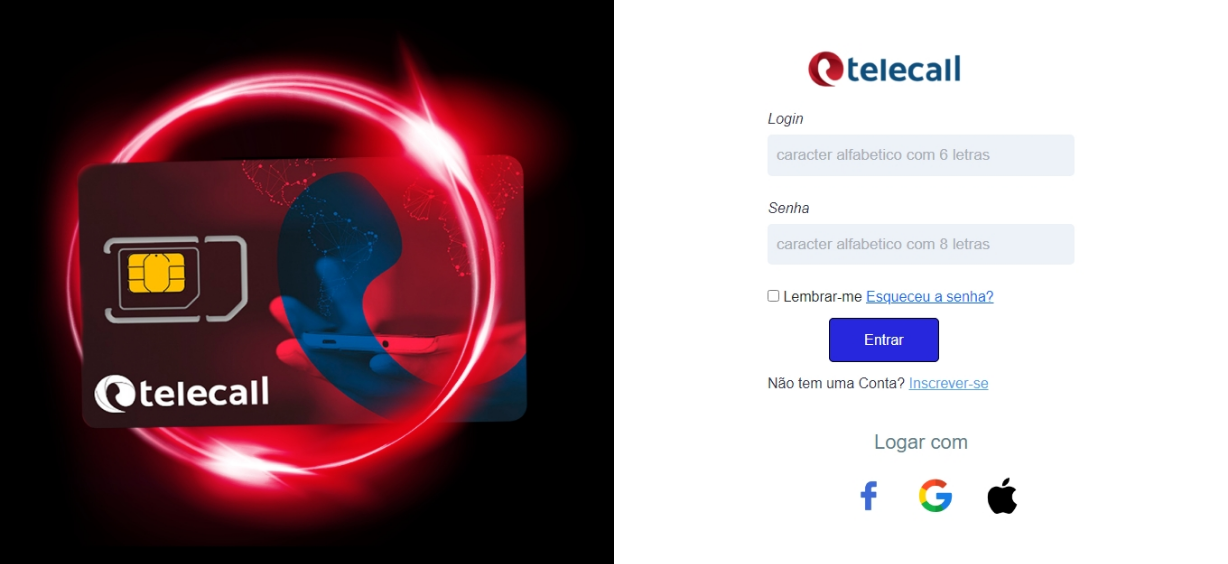 telecall
telecall
Login
caracter alfabetico com 6 letras
Senha
caracter alfabetico com 8 letras
Lembrar-me Esqueceu a senha?
Entrar
Não tem uma Conta? Inscrever-se
Logar com